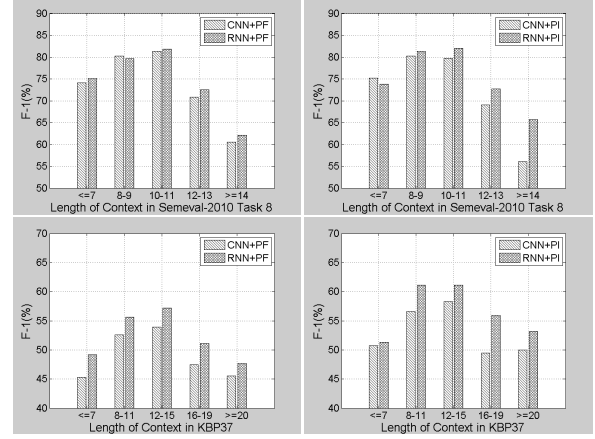 90
85
80
75
70
65
60
55
50
F-1(%)
CNN+PF
RNN+PF
<=7 8-9 10-11 12-13 >=14
Length of Context in Semeval-2010 Task 8
90
85
80
75
70
65
60
55
50
F-1(%)
CNN+PI
RNN+PI
<=7 8-9 10-11 12-13 >=14
Length of Context in Semeval-2010 Task 8
70
65
60
55
50
45
40
F-1(%)
CNN+PF
RNN+PF
<=7 8-11 12-15 16-19 >=20
Length of Context in KBP37
70
65
60
55
50
45
40
F-1(%)
CNN+PI
RNN+PI
<=7 8-11 12-15 16-19 >=20
Length of Context in KBP37